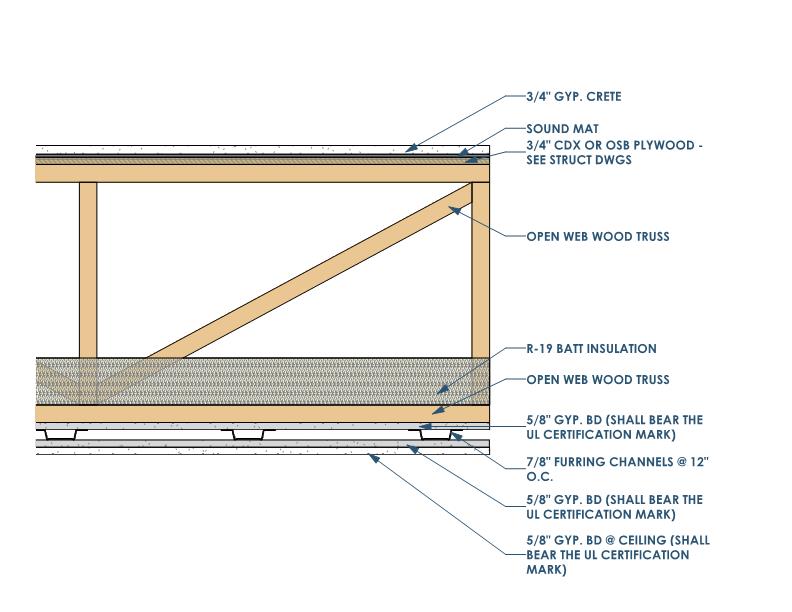 3/4" GYP. CRETE
SOUND MAT
3/4" CDX OR OSB PLYWOOD -
SEE STRUCT DWGS
OPEN WEB WOOD TRUSS
R-19 BATT INSULATION
OPEN WEB WOOD TRUSS
5/8" GYP. BD (SHALL BEAR THE
UL CERTIFICATION MARK)
7/8" FURRING CHANNELS @ 12"
O.C.
5/8" GYP. BD (SHALL BEAR THE
UL CERTIFICATION MARK)
5/8" GYP. BD @ CEILING (SHALL
BEAR THE UL CERTIFICATION
MARK)